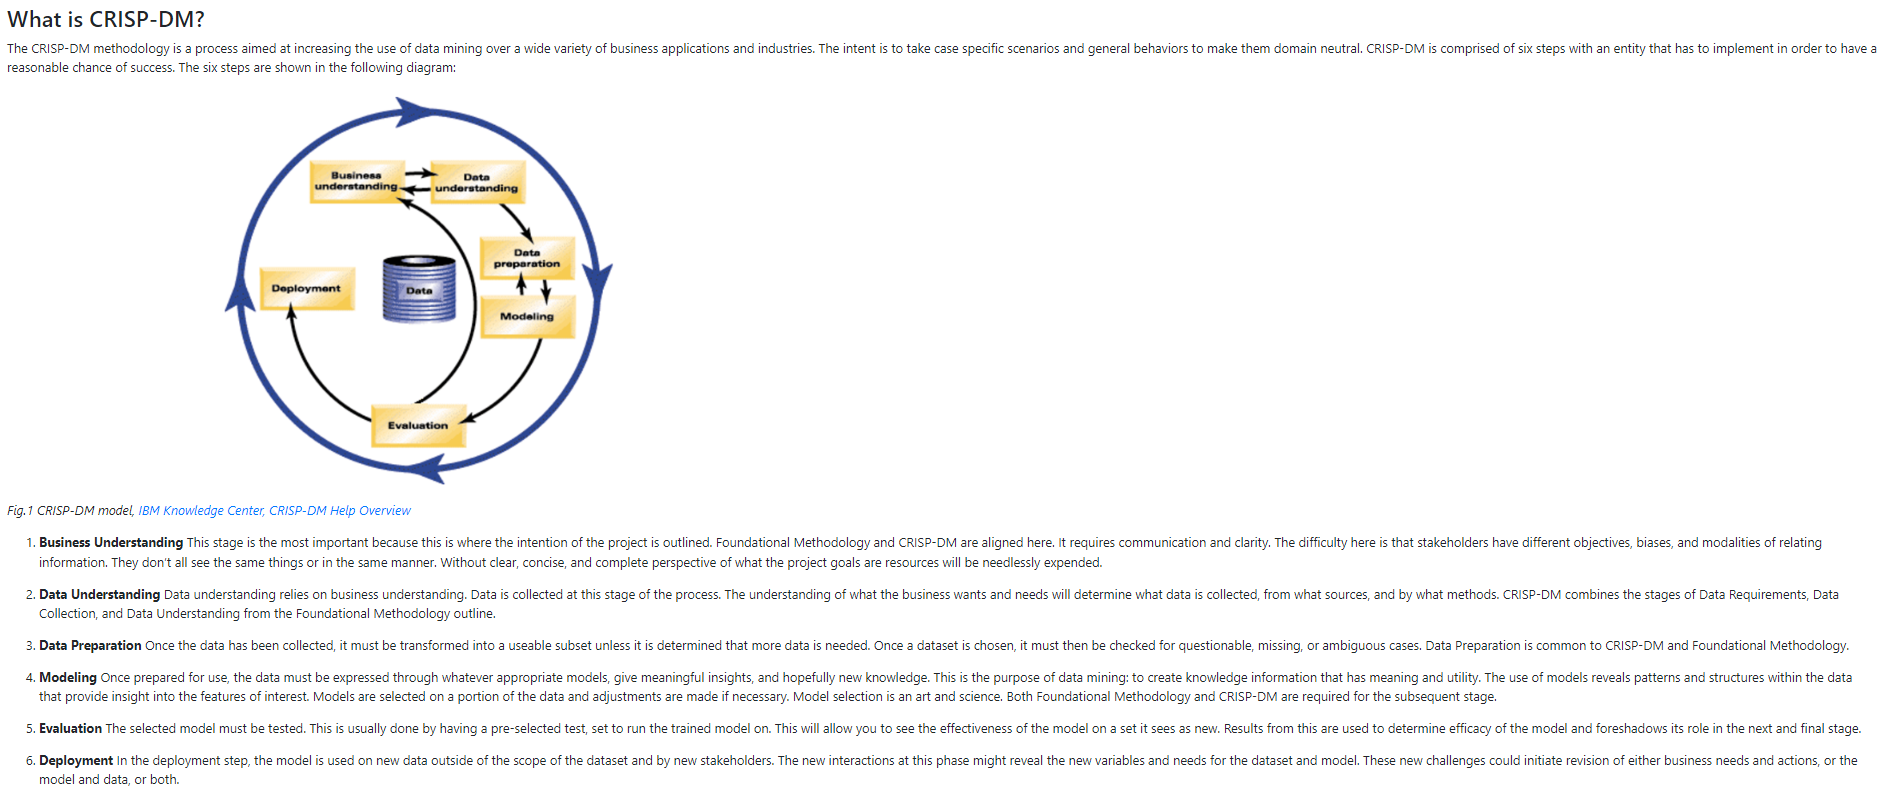 What is CRISP-DM?
The CRISP-DM methodology is a process aimed at increasing the use of data mining over a wide variety of business applications and industries. The intent is to take case specific scenarios and general behaviors to make them domain neutral. CRISP-DM is comprised of six steps with an entity that has to implement in order to have a
reasonable chance of success. The six steps are shown in the following diagram:
Business
understanding
Data
understanding
Data
preparation
Deployment
Data
Modeling
Evaluation
Fig.1 CRISP-DM model, IBM Knowledge Center, CRISP-DM Help Overview
1. Business Understanding This stage is the most important because this is where the intention of the project is outlined. Foundational Methodology and CRISP-DM are aligned here. It requires communication and clarity. The difficulty here is that stakeholders have different objectives, biases, and modalities of relating
information. They don't all see the same things or in the same manner. Without clear, concise, and complete perspective of what the project goals are resources will be needlessly expended.
2. Data Understanding Data understanding relies on business understanding. Data is collected at this stage of the process. The understanding of what the business wants and needs will determine what data is collected, from what sources, and by what methods. CRISP-DM combines the stages of Data Requirements, Data
Collection, and Data Understanding from the Foundational Methodology outline.
3. Data Preparation Once the data has been collected, it must be transformed into a useable subset unless it is determined that more data is needed. Once a dataset is chosen, it must then be checked for questionable, missing, or ambiguous cases. Data Preparation is common to CRISP-DM and Foundational Methodology.
4. Modeling Once prepared for use, the data must be expressed through whatever appropriate models, give meaningful insights, and hopefully new knowledge. This is the purpose of data mining: to create knowledge information that has meaning and utility. The use of models reveals patterns and structures within the data
that provide insight into the features of interest. Models are selected on a portion of the data and adjustments are made if necessary. Model selection is an art and science. Both Foundational Methodology and CRISP-DM are required for the subsequent stage.
5. Evaluation The selected model must be tested. This is usually done by having a pre-selected test, set to run the trained model on. This will allow you to see the effectiveness of the model on a set it sees as new. Results from this are used to determine efficacy of the model and foreshadows its role in the next and final stage.
6. Deployment In the deployment step, the model is used on new data outside of the scope of the dataset and by new stakeholders. The new interactions at this phase might reveal the new variables and needs for the dataset and model. These new challenges could initiate revision of either business needs and actions, or the
model and data, or both.